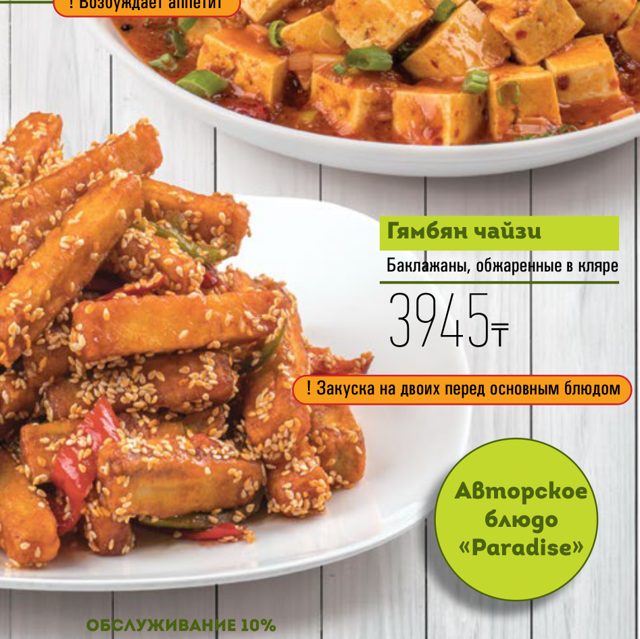 ! Возбуждает аппетит
Гямбян чайзи
Баклажаны, обжаренные в кляре
3945₸
! Закуска на двоих перед основным блюдом
Авторское
блюдо
«Paradise»
ОБСЛУЖИВАНИЕ 10%